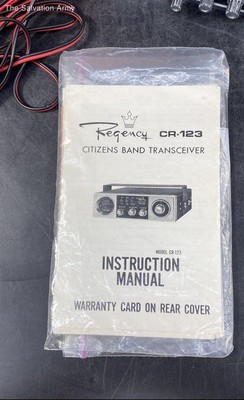 The Salvation Army
Regency CR-123
CITIZENS BAND TRANSCEIVER
MODEL CR-123
INSTRUCTION
MANUAL
WARRANTY CARD ON REAR COVER